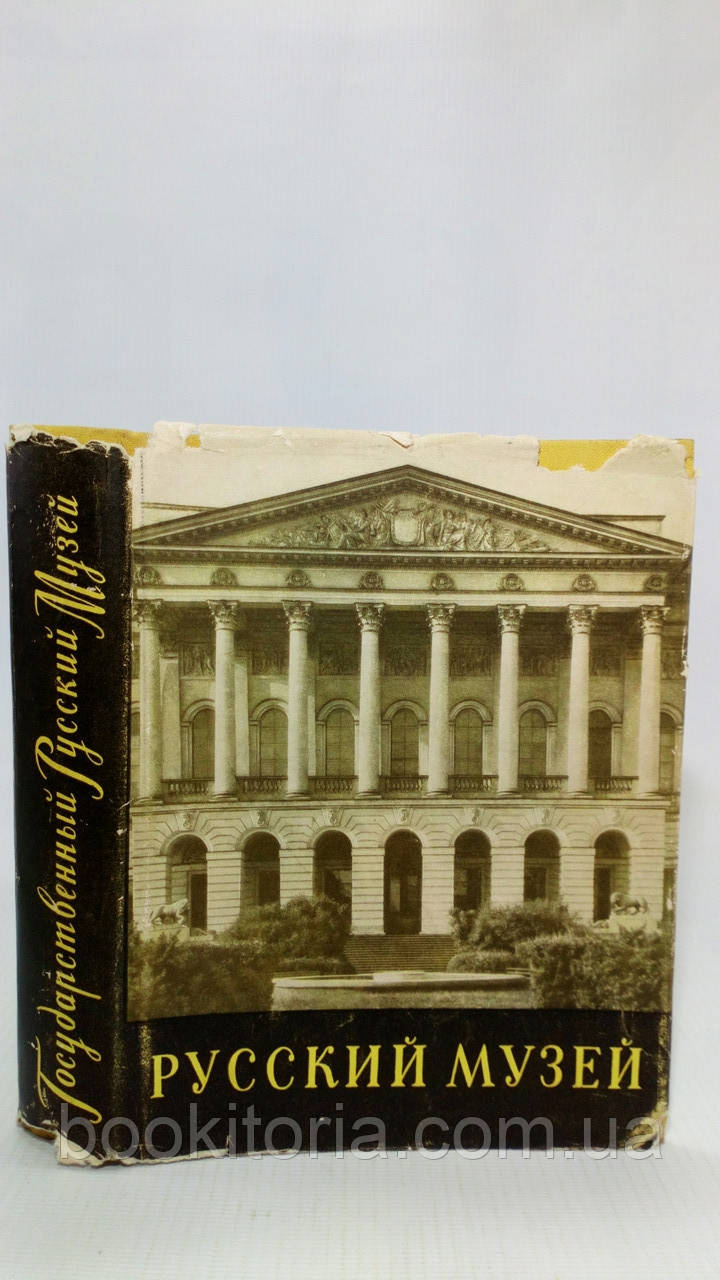 Государственный Русский Музей
РУССКИЙ МУЗЕЙ
bookitoria.com.ua